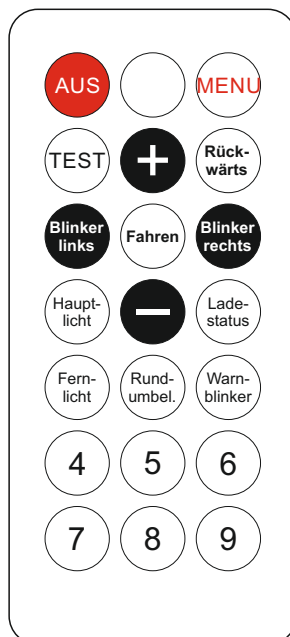 AUS MENU
TEST + Rück-
wärts
Blinker
links Fahren Blinker
rechts
Haupt-
licht − Lade-
status
Fern-
licht Rund-
umbel. Warn-
blinker
4 5 6
7 8 9